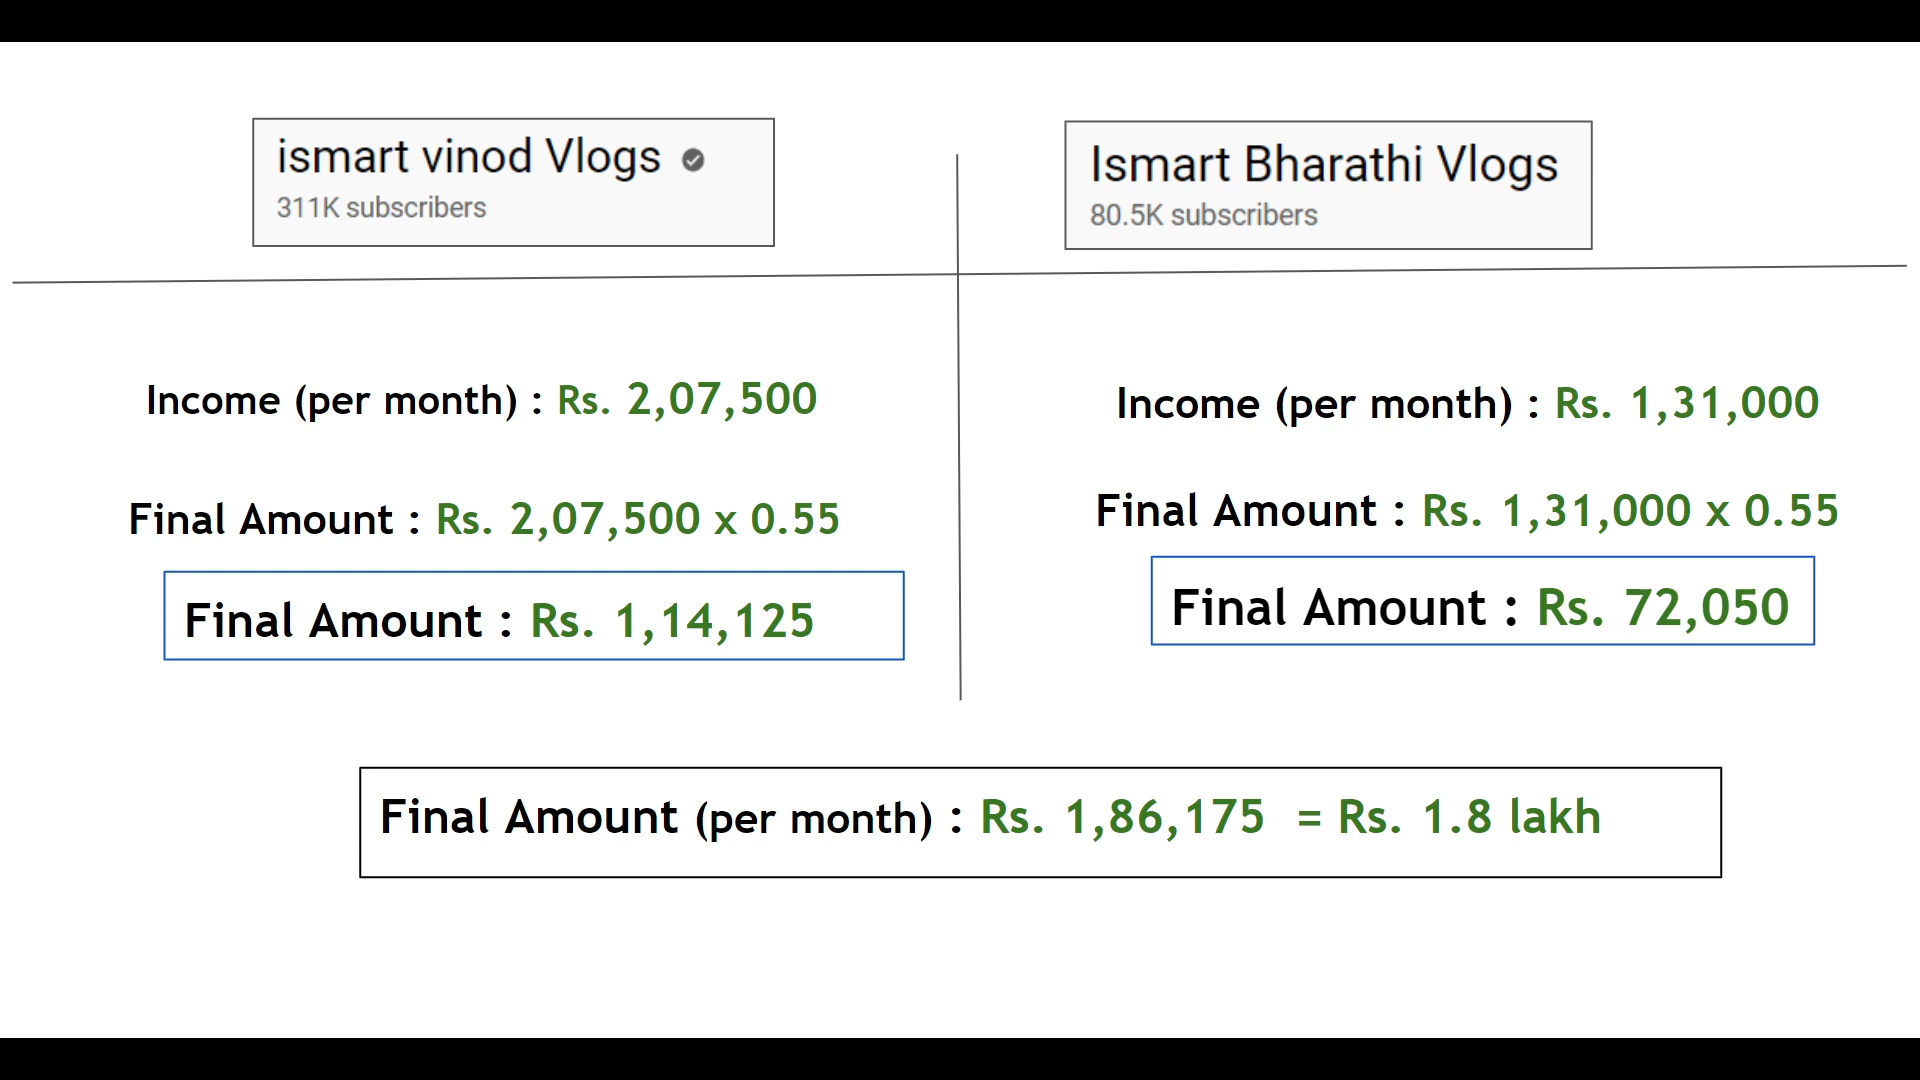 ismart vinod Vlogs
311K subscribers
Ismart Bharathi Vlogs
80.5K subscribers
Income (per month) : Rs. 2,07,500
Final Amount : Rs. 2,07,500 x 0.55
Final Amount : Rs. 1,14,125
Income (per month) : Rs. 1,31,000
Final Amount : Rs. 1,31,000 x 0.55
Final Amount : Rs. 72,050
Final Amount (per month) : Rs. 1,86,175 = Rs. 1.8 lakh